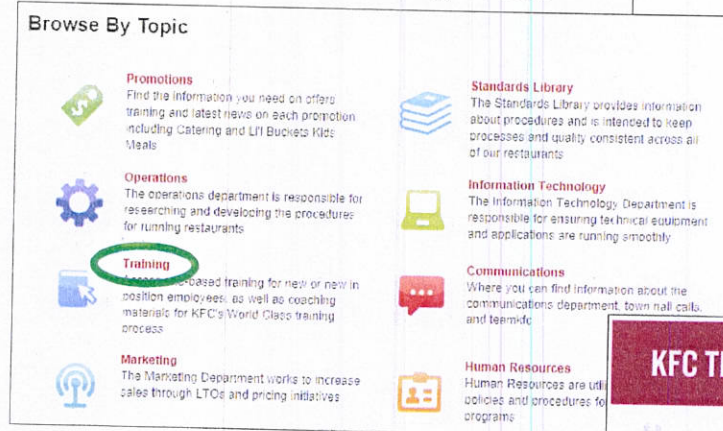 Browse By Topic
Promotions
Find the information you need on offers
training and latest news on each promotion
including Catering and Li'l Buckets Kids
Meals
Operations
The operations department is responsible for
researching and developing the procedures
for running restaurants
Training
-based training for new or new in
position employees, as well as coaching
materials for KFC's World Class training
process
Marketing
The Marketing Department works to increase
sales through LTOs and pricing initiatives
Standards Library
The Standards Library provides information
about procedures and is intended to keep
processes and quality consistent across all
of our restaurants
Information Technology
The Information Technology Department is
responsible for ensuring technical equipment
and applications are running smoothly
Communications
Where you can find information about the
communications department, town hall calls,
and teamkfc
Human Resources
Human Resources are
policies and procedures
programs
KFC